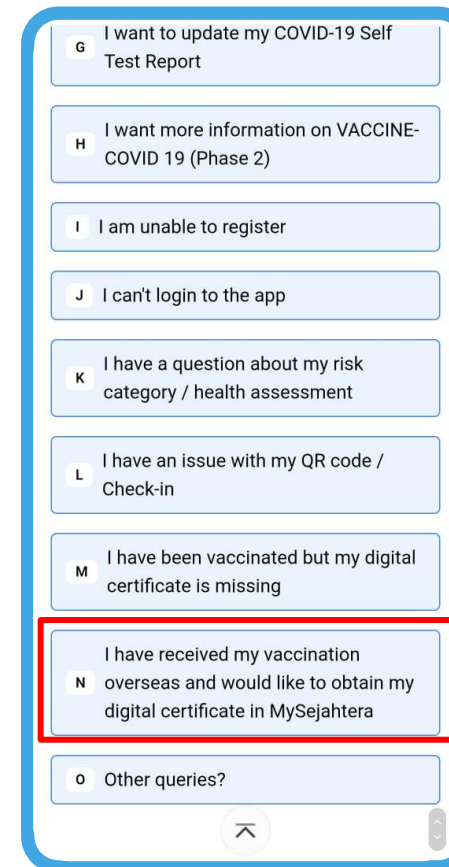 G
I want to update my COVID-19 Self
Test Report
H
I want more information on VACCINE-
COVID 19 (Phase 2)
I
I am unable to register
J
I can't login to the app
K
I have a question about my risk
category / health assessment
L
I have an issue with my QR code /
Check-in
M
I have been vaccinated but my digital
certificate is missing
N
I have received my vaccination
overseas and would like to obtain my
digital certificate in MySejahtera
O
Other queries?